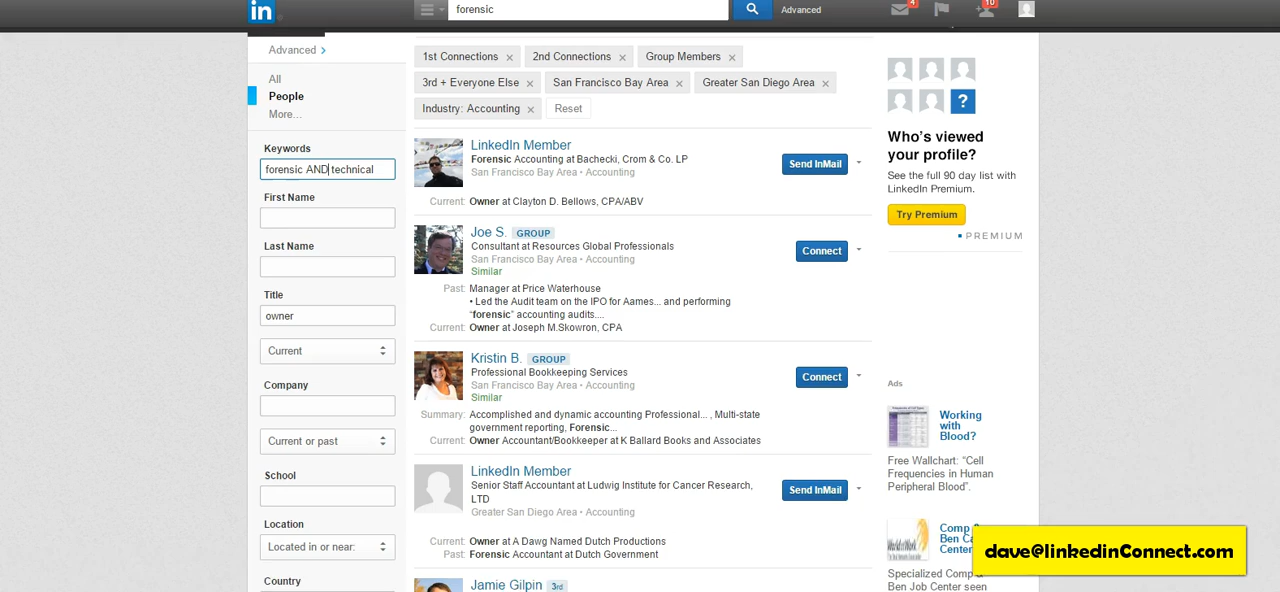 in
forensic
Advanced
4
10
Advanced
All
People
More...
Keywords
forensic AND technical
First Name
Last Name
Title
owner
Current
Company
Current or past
School
Location
Located in or near:
Country
1st Connections × 2nd Connections × Group Members ×
3rd + Everyone Else × San Francisco Bay Area × Greater San Diego Area ×
Industry: Accounting × Reset
LinkedIn Member
Forensic Accounting at Bachecki, Crom & Co. LP
San Francisco Bay Area • Accounting
Send InMail
Current: Owner at Clayton D. Bellows, CPA/ABV
Joe S. GROUP
Consultant at Resources Global Professionals
San Francisco Bay Area • Accounting
Similar
Connect
Past: Manager at Price Waterhouse
• Led the Audit team on the IPO for Aames... and performing
“forensic” accounting audits....
Current: Owner at Joseph M.Skowron, CPA
Kristin B. GROUP
Professional Bookkeeping Services
San Francisco Bay Area • Accounting
Similar
Connect
Summary: Accomplished and dynamic accounting Professional... , Multi-state
government reporting, Forensic...
Current: Owner Accountant/Bookkeeper at K Ballard Books and Associates
LinkedIn Member
Senior Staff Accountant at Ludwig Institute for Cancer Research,
LTD
Greater San Diego Area • Accounting
Send InMail
Current: Owner at A Dawg Named Dutch Productions
Past: Forensic Accountant at Dutch Government
Jamie Gilpin 3rd
?
Who's viewed
your profile?
See the full 90 day list with
LinkedIn Premium.
Try Premium
PREMIUM
Ads
Working
with
Blood?
Free Wallchart: “Cell
Frequencies in Human
Peripheral Blood”.
Comp &
Ben Ca
Center
Specialized Comp &
Ben Job Center seen
dave@linkedinConnect.com